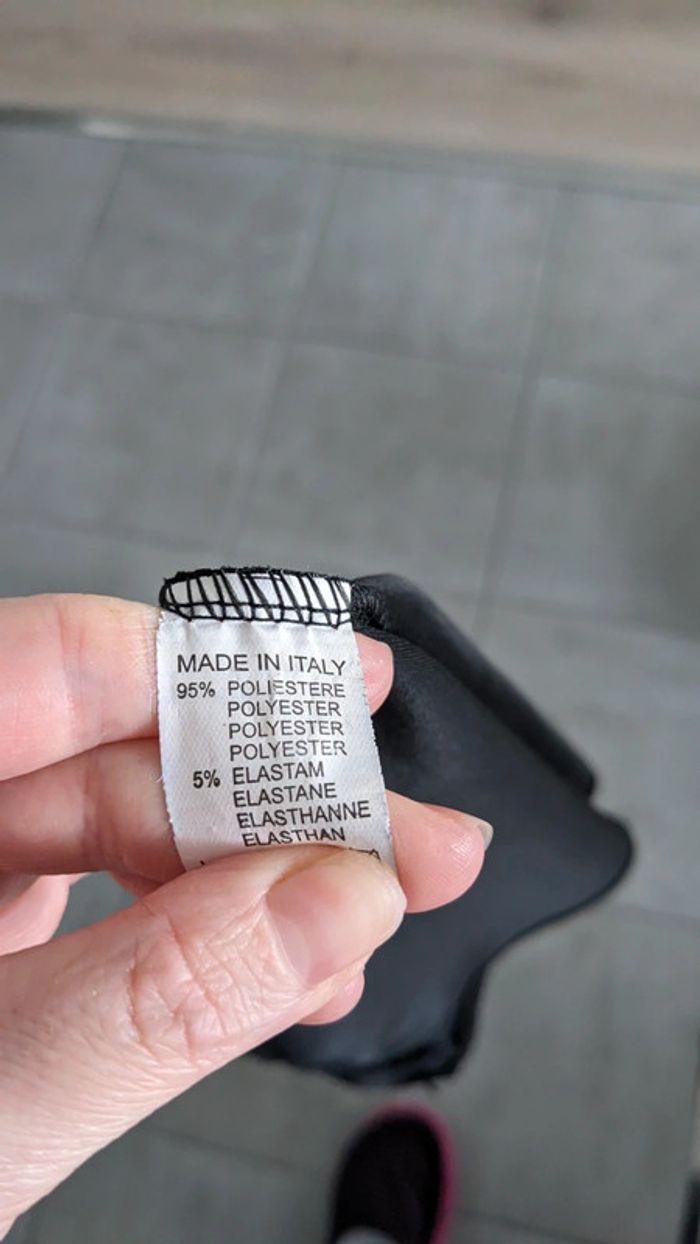 MADE IN ITALY
95% POLIESTERE
POLYESTER
POLYESTER
POLYESTER
5% ELASTAM
ELASTANE
ELASTHANNE
ELASTHAN